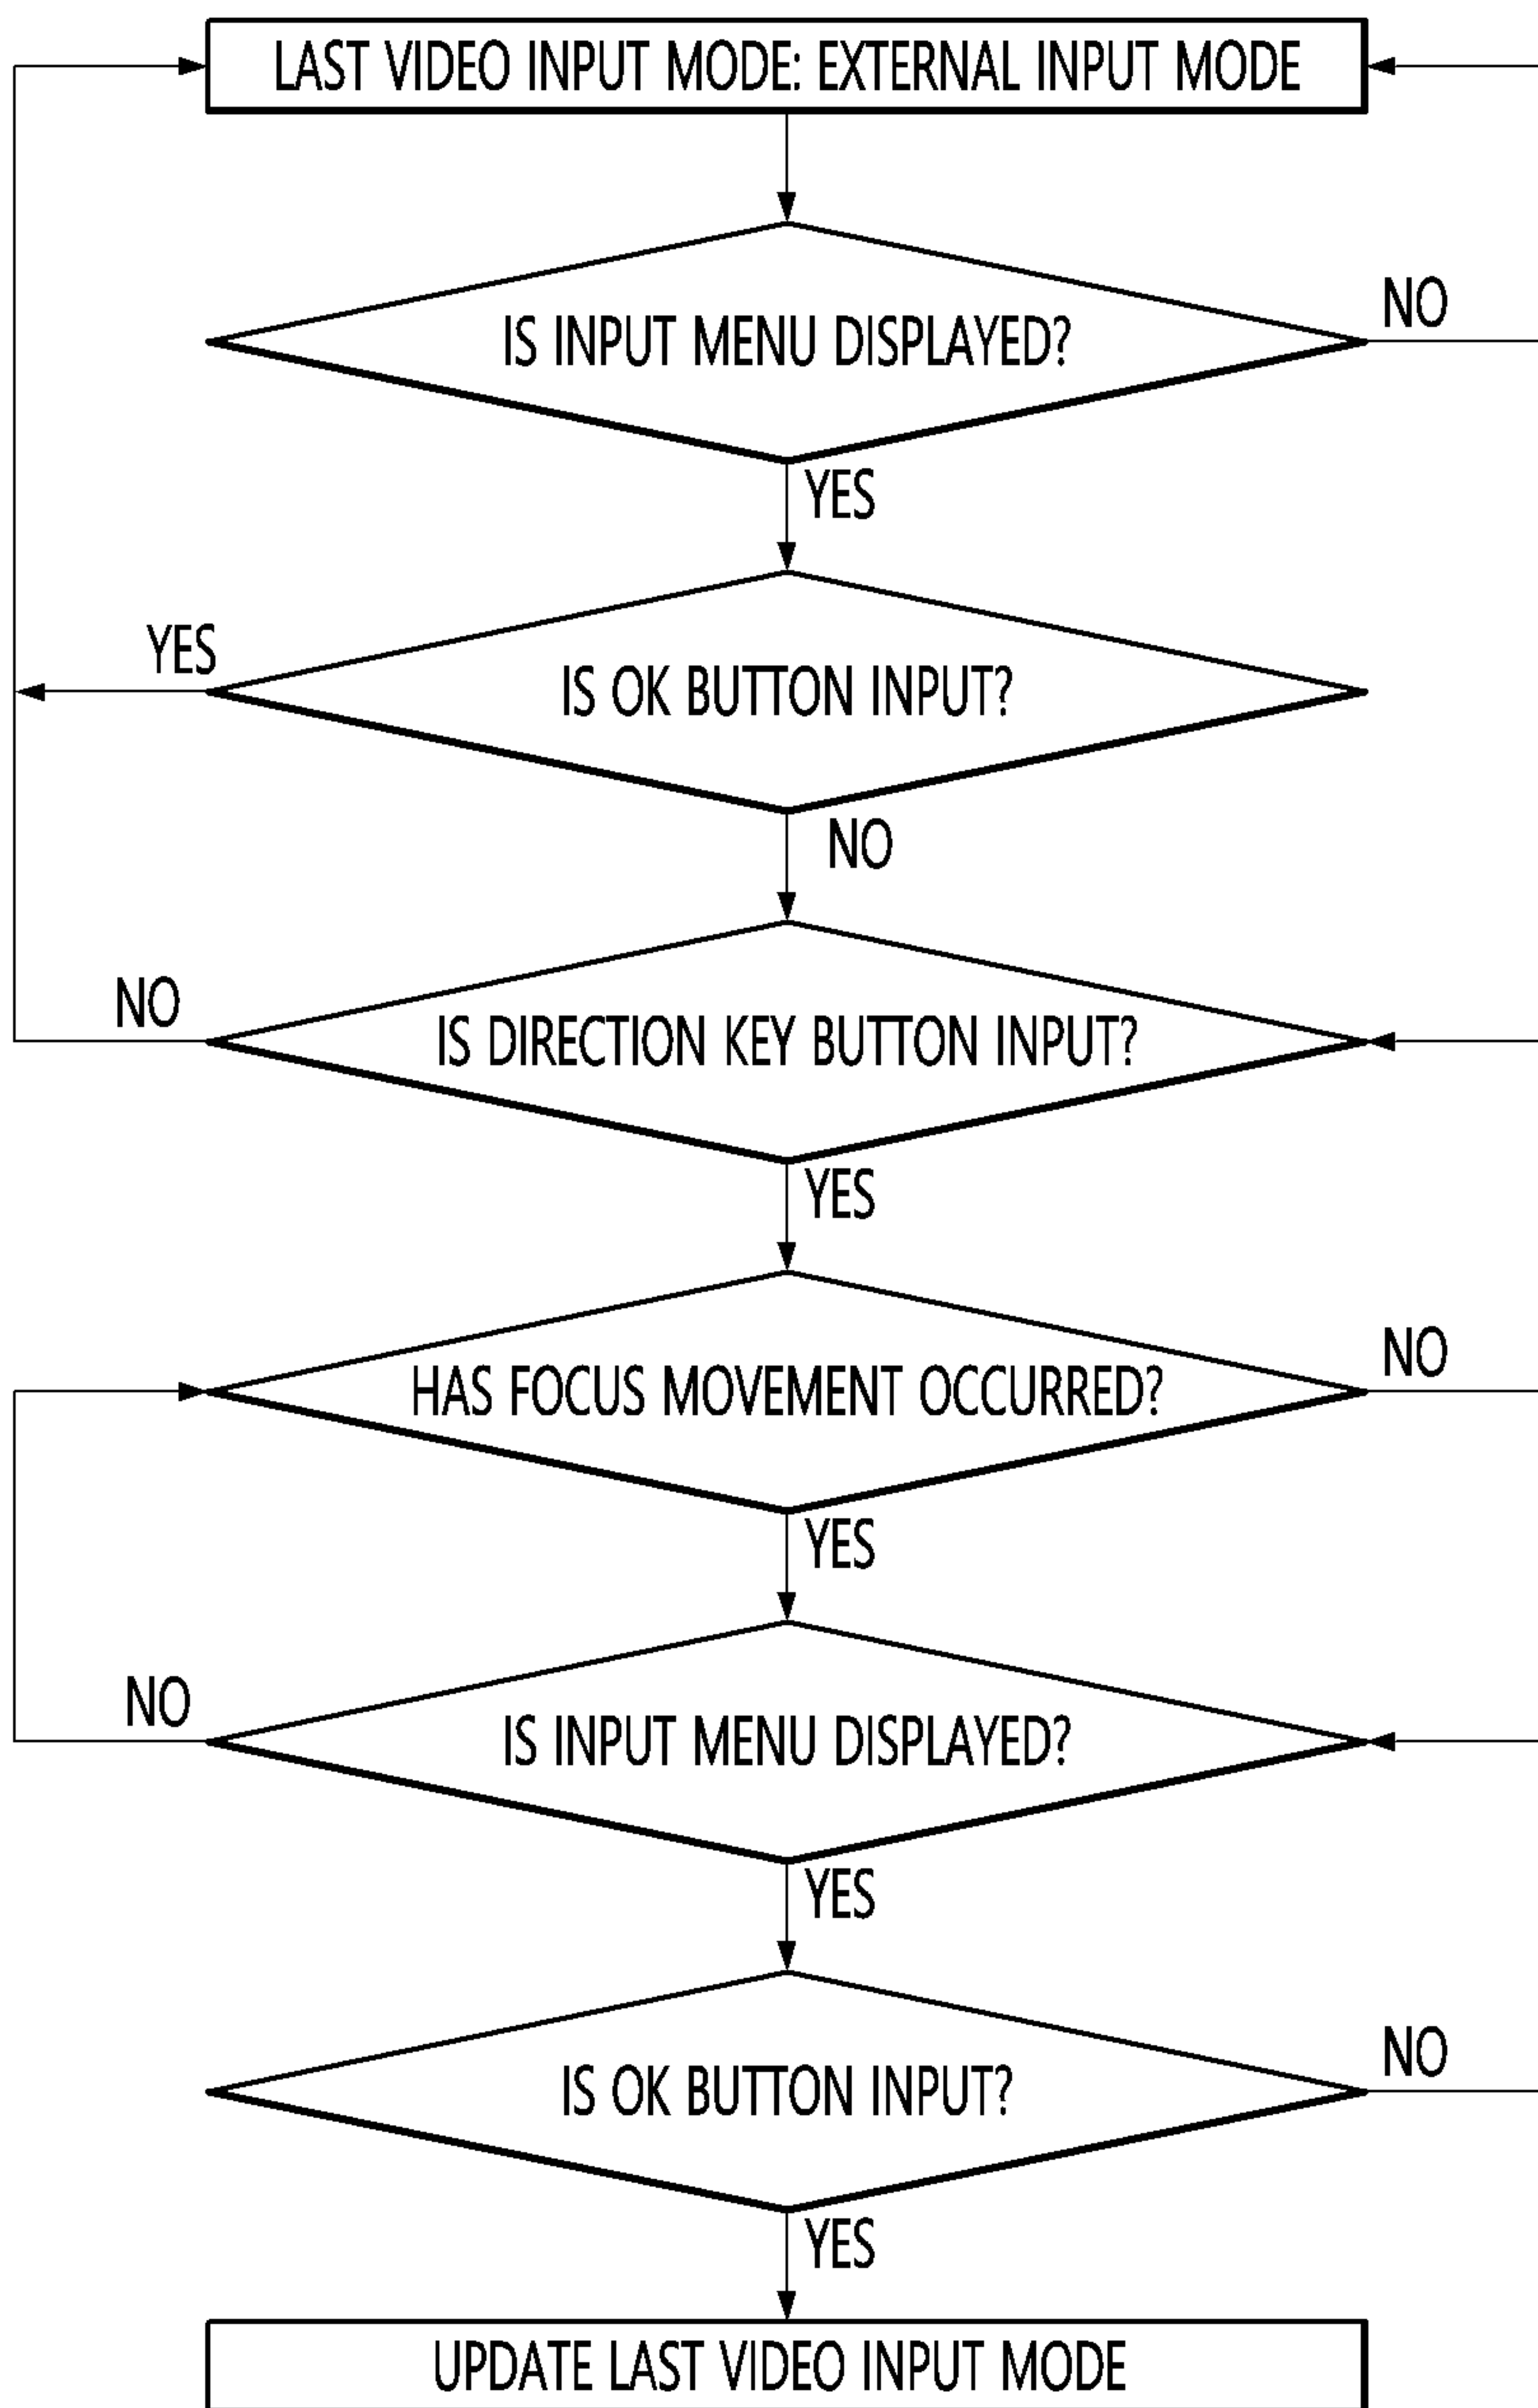 LAST VIDEO INPUT MODE: EXTERNAL INPUT MODE
IS INPUT MENU DISPLAYED?
NO
YES
IS OK BUTTON INPUT?
YES
NO
IS DIRECTION KEY BUTTON INPUT?
NO
YES
HAS FOCUS MOVEMENT OCCURRED?
NO
YES
IS INPUT MENU DISPLAYED?
NO
YES
IS OK BUTTON INPUT?
NO
YES
UPDATE LAST VIDEO INPUT MODE